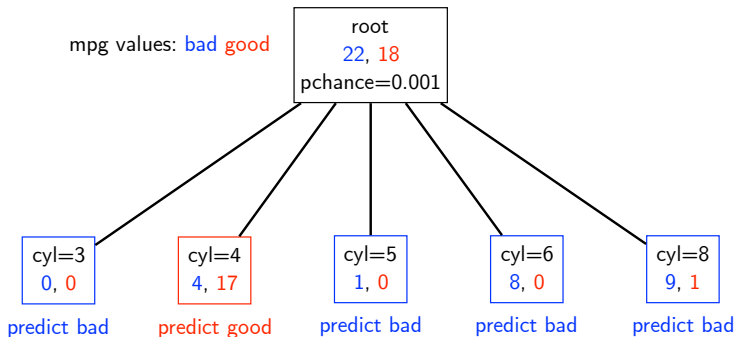 root
mpg values: bad good
22, 18
pchance=0.001
cyl=3
0, 0
predict bad
cyl=4
4, 17
predict good
cyl=5
1, 0
predict bad
cyl=6
8, 0
predict bad
cyl=8
9, 1
predict bad